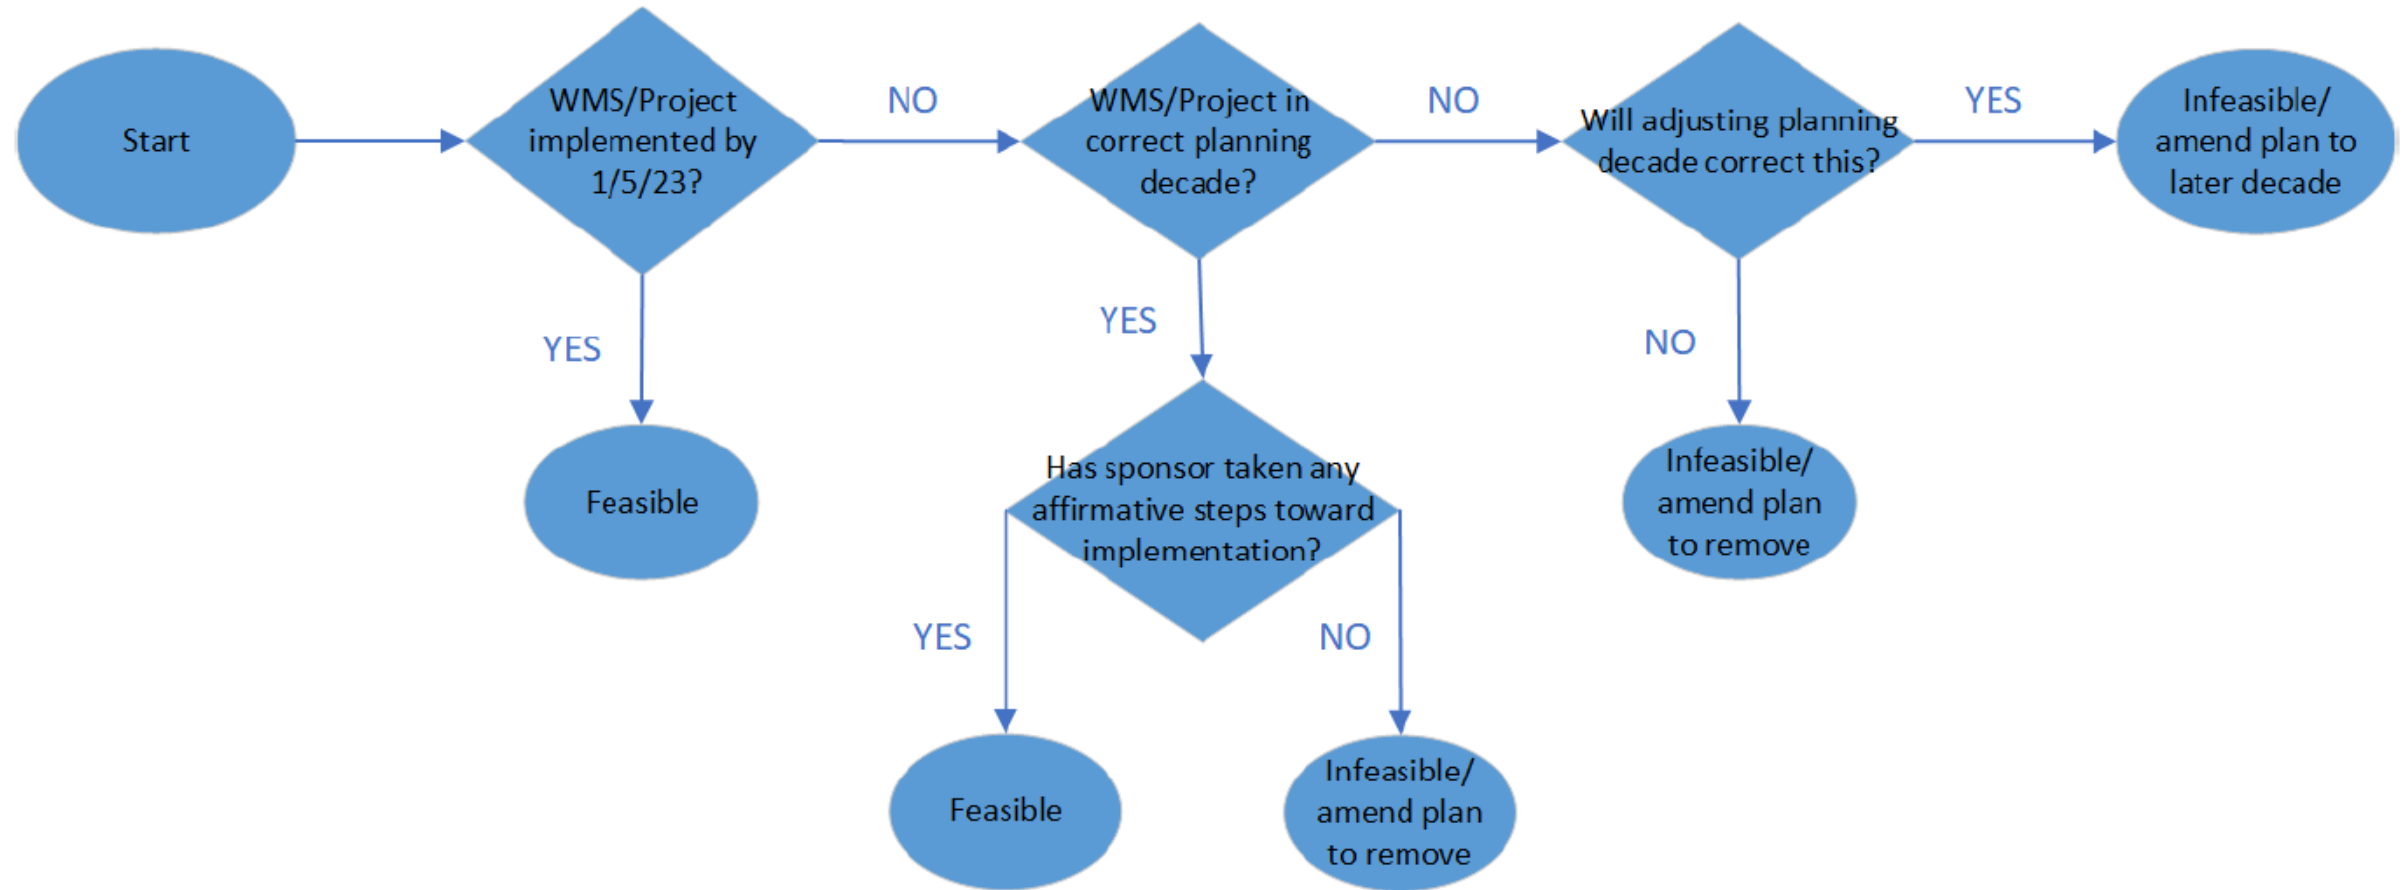 Start
WMS/Project
implemented by
1/5/23?
NO
WMS/Project in
correct planning
decade?
NO
Will adjusting planning
decade correct this?
YES
Infeasible/
amend plan to
later decade
YES
Feasible
YES
Has sponsor taken any
affirmative steps toward
implementation?
NO
Infeasible/
amend plan
to remove
YES
Feasible
NO
Infeasible/
amend plan
to remove